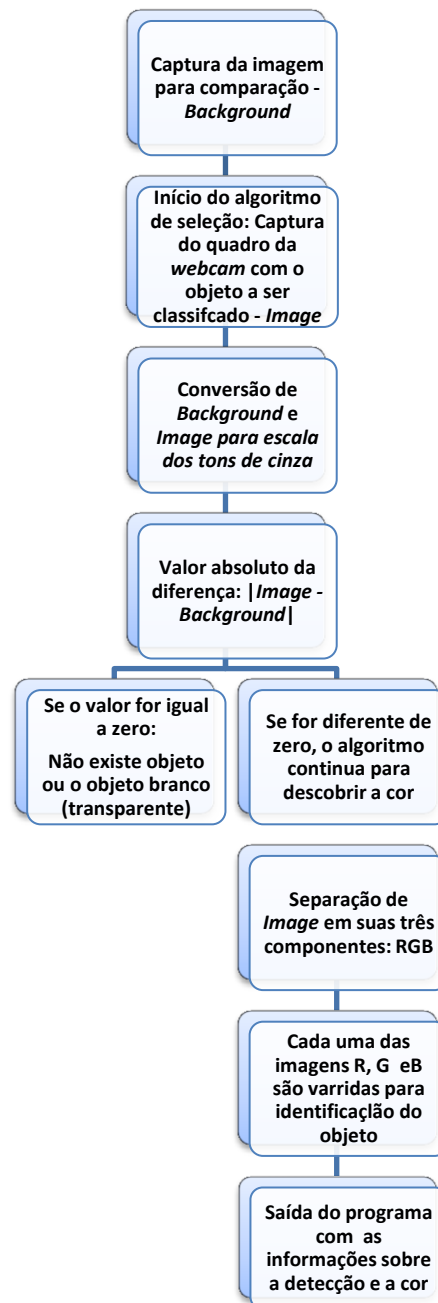 Captura da imagem
para comparação -
Background
Início do algoritmo
de seleção: Captura
do quadro da
webcam com o
objeto a ser
classifcado - Image
Conversão de
Background e
Image para escala
dos tons de cinza
Valor absoluto da
diferença: |Image -
Background|
Se o valor for igual
a zero:
Não existe objeto
ou o objeto branco
(transparente)
Se for diferente de
zero, o algoritmo
continua para
descobrir a cor
Separação de
Image em suas três
componentes: RGB
Cada uma das
imagens R, G eB
são varridas para
identificaçlão do
objeto
Saída do programa
com as
informações sobre
a detecção e a cor